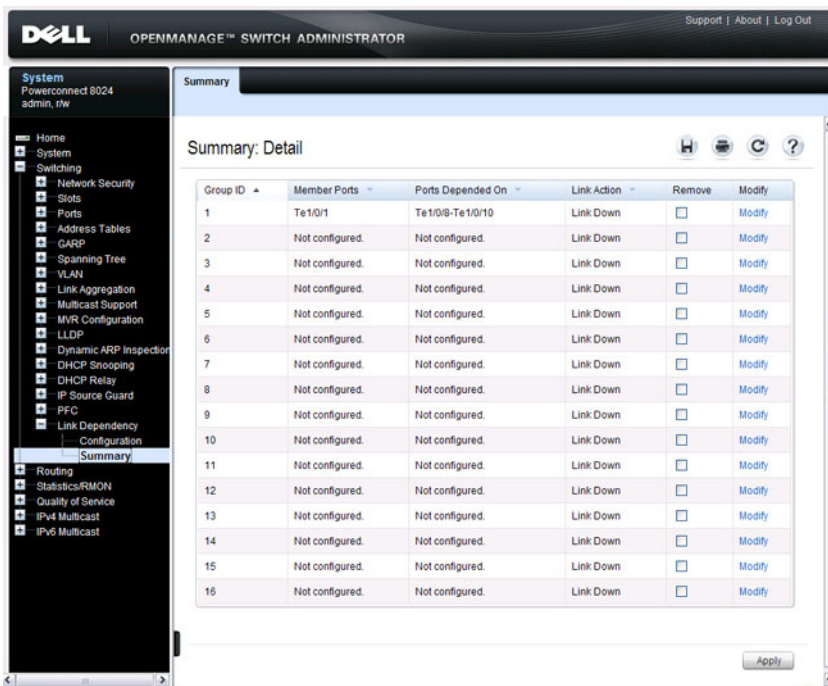 Support | About | Log Out
DELL OPENMANAGE™ SWITCH ADMINISTRATOR
System
Powerconnect 8024
admin, r/w
Home
System
Switching
Network Security
Slots
Ports
Address Tables
GARP
Spanning Tree
VLAN
Link Aggregation
Multicast Support
MVR Configuration
LLDP
Dynamic ARP Inspection
DHCP Snooping
DHCP Relay
IP Source Guard
PFC
Link Dependency
Configuration
Summary
Routing
Statistics/RMON
Quality of Service
IPv4 Multicast
IPv6 Multicast
Summary
Summary: Detail
Group ID Member Ports Ports Depended On Link Action Remove Modify
1 Te1/0/1 Te1/0/8-Te1/0/10 Link Down Modify
2 Not configured. Not configured. Link Down Modify
3 Not configured. Not configured. Link Down Modify
4 Not configured. Not configured. Link Down Modify
5 Not configured. Not configured. Link Down Modify
6 Not configured. Not configured. Link Down Modify
7 Not configured. Not configured. Link Down Modify
8 Not configured. Not configured. Link Down Modify
9 Not configured. Not configured. Link Down Modify
10 Not configured. Not configured. Link Down Modify
11 Not configured. Not configured. Link Down Modify
12 Not configured. Not configured. Link Down Modify
13 Not configured. Not configured. Link Down Modify
14 Not configured. Not configured. Link Down Modify
15 Not configured. Not configured. Link Down Modify
16 Not configured. Not configured. Link Down Modify
Apply